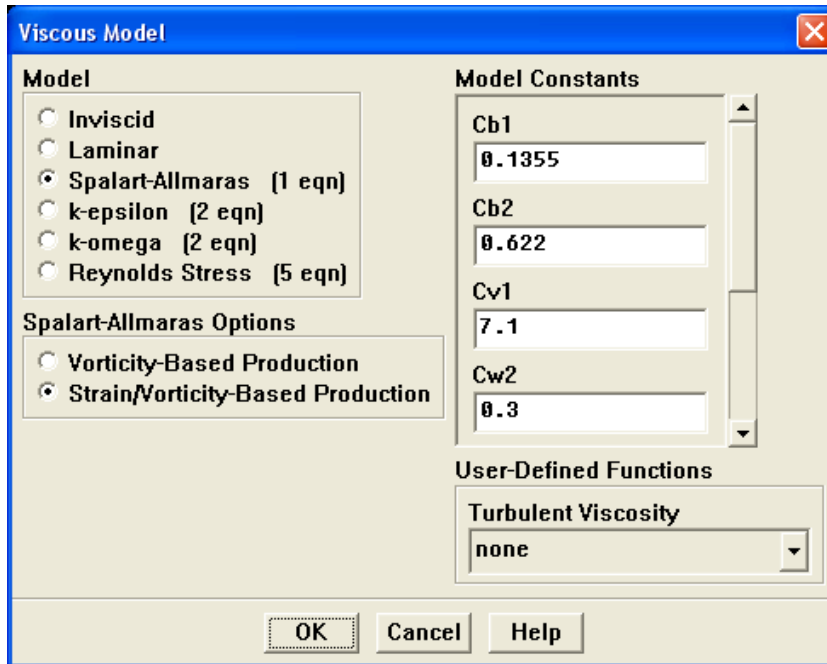 Viscous Model
Model
Inviscid
Laminar
Spalart-Allmaras (1 eqn)
k-epsilon (2 eqn)
k-omega (2 eqn)
Reynolds Stress (5 eqn)
Spalart-Allmaras Options
Vorticity-Based Production
Strain/Vorticity-Based Production
Model Constants
Cb1
0.1355
Cb2
0.622
Cv1
7.1
Cw2
0.3
User-Defined Functions
Turbulent Viscosity
none
OK Cancel Help